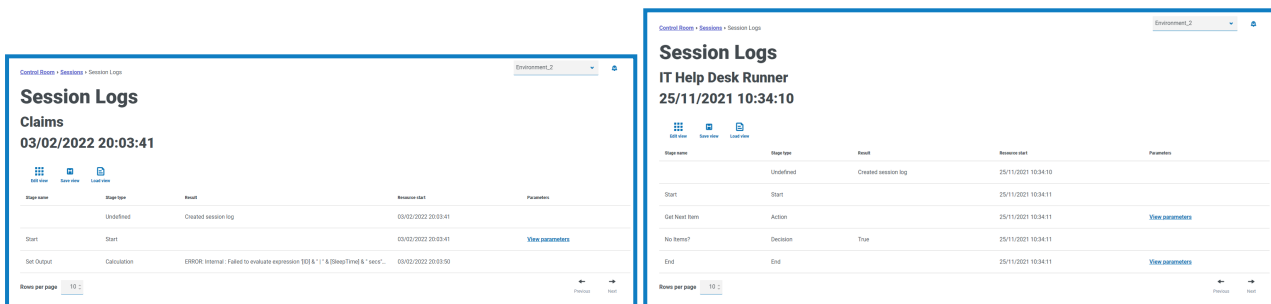 Control Room › Sessions › Session Logs
Environment_2
Session Logs
Claims
03/02/2022 20:03:41
Edit view Save view Load view
Stage name Stage type Result Resource start Parameters
Undefined Created session log 03/02/2022 20:03:41
Start Start 03/02/2022 20:03:41 View parameters
Set Output Calculation ERROR: Internal : Failed to evaluate expression '[ID] & " | " & [SleepTime] & " secs"... 03/02/2022 20:03:50
Rows per page 10
Previous Next
Control Room › Sessions › Session Logs
Environment_2
Session Logs
IT Help Desk Runner
25/11/2021 10:34:10
Edit view Save view Load view
Stage name Stage type Result Resource start Parameters
Undefined Created session log 25/11/2021 10:34:10
Start Start 25/11/2021 10:34:11
Get Next Item Action 25/11/2021 10:34:11 View parameters
No Items? Decision True 25/11/2021 10:34:11
End End 25/11/2021 10:34:11 View parameters
Rows per page 10
Previous Next